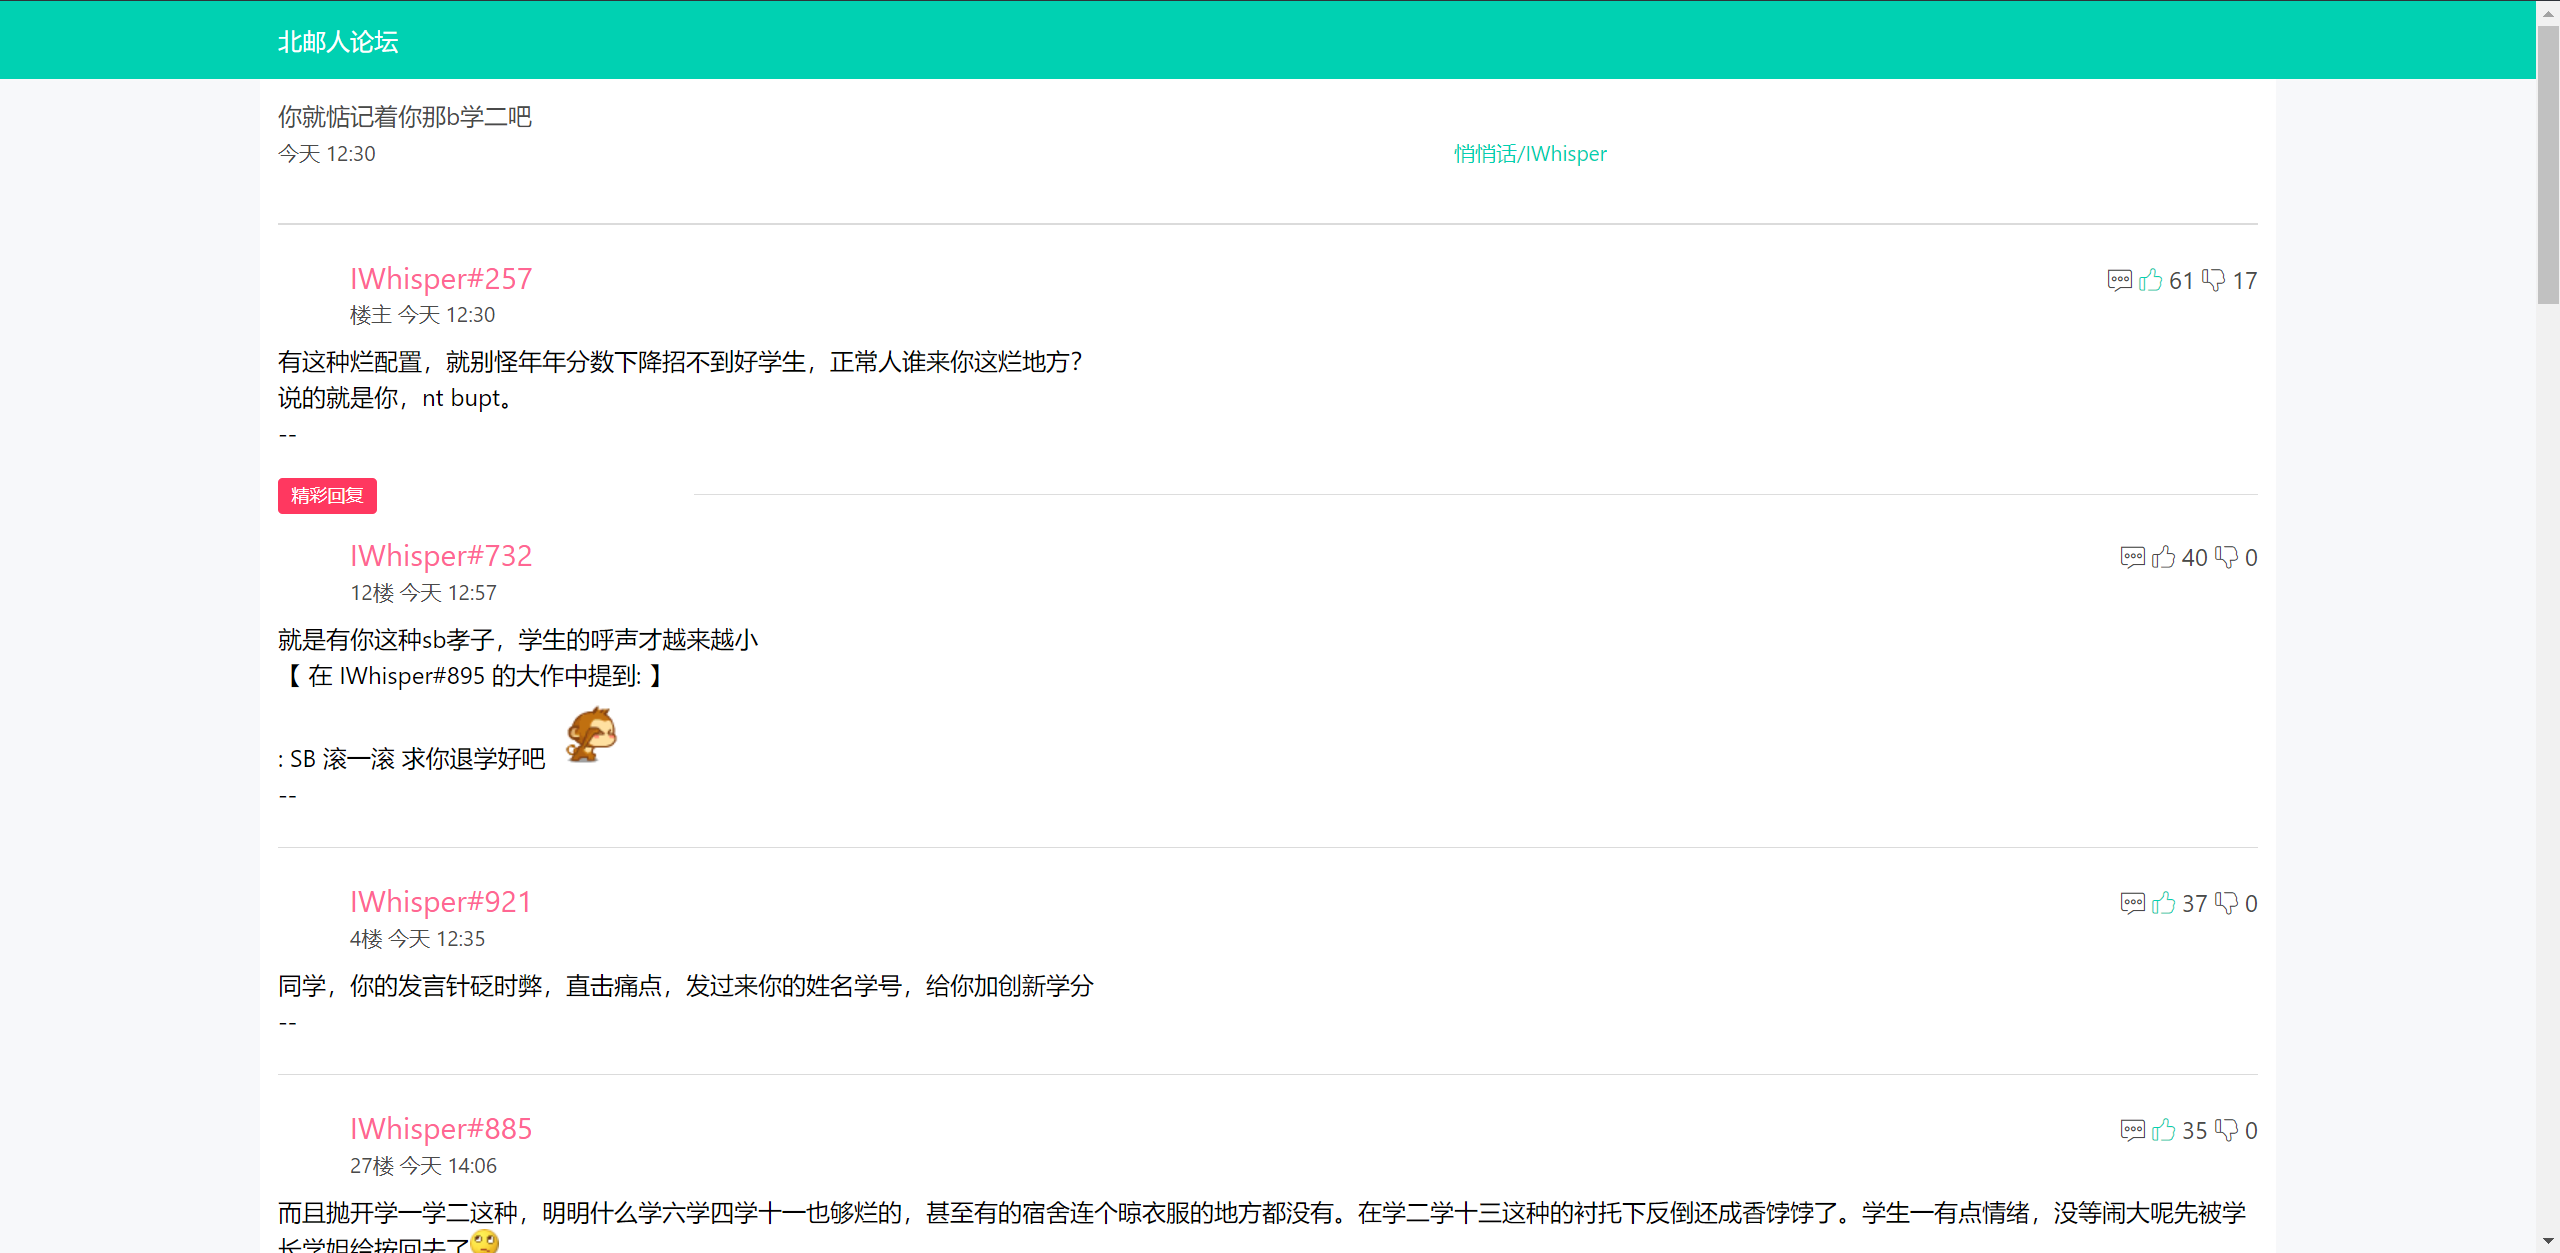 北邮人论坛
你就惦记着你那b学二吧
今天 12:30
悄悄话/IWhisper
IWhisper#257
61 17
楼主 今天 12:30
有这种烂配置，就别怪年年分数下降招不到好学生，正常人谁来你这烂地方？
说的就是你，nt bupt。
--
精彩回复
IWhisper#732
40 0
12楼 今天 12:57
就是有你这种sb孝子，学生的呼声才越来越小
【 在 IWhisper#895 的大作中提到: 】
: SB 滚一滚 求你退学好吧
--
IWhisper#921
37 0
4楼 今天 12:35
同学，你的发言针砭时弊，直击痛点，发过来你的姓名学号，给你加创新学分
--
IWhisper#885
35 0
27楼 今天 14:06
而且抛开学一学二这种，明明什么学六学四学十一也够烂的，甚至有的宿舍连个晾衣服的地方都没有。在学二学十三这种的衬托下反倒还成香饽饽了。学生一有点情绪，没等闹大呢先被学
长学姐给按回去了